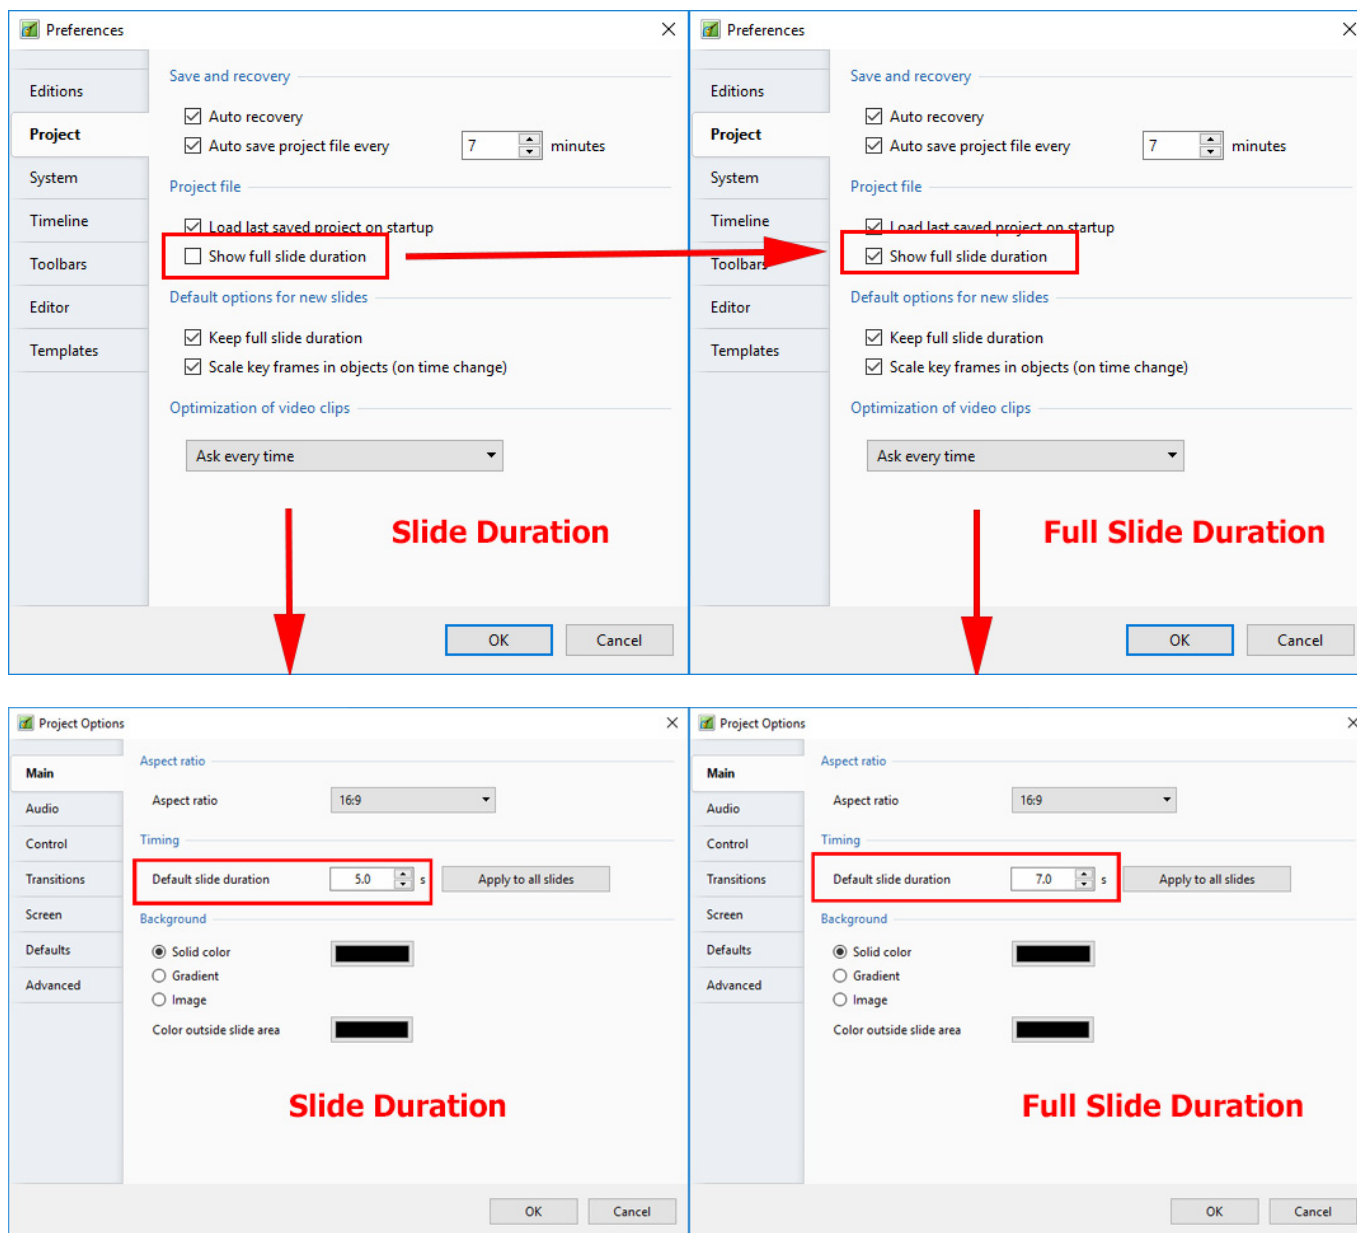 Preferences
Editions
Project
System
Timeline
Toolbars
Editor
Templates
Save and recovery
Auto recovery
Auto save project file every 7 minutes
Project file
Load last saved project on startup
Show full slide duration
Default options for new slides
Keep full slide duration
Scale key frames in objects (on time change)
Optimization of video clips
Ask every time
Slide Duration
OK Cancel
Preferences
Editions
Project
System
Timeline
Toolbars
Editor
Templates
Save and recovery
Auto recovery
Auto save project file every 7 minutes
Project file
Load last saved project on startup
Show full slide duration
Default options for new slides
Keep full slide duration
Scale key frames in objects (on time change)
Optimization of video clips
Ask every time
Full Slide Duration
OK Cancel
Project Options
Main
Audio
Control
Transitions
Screen
Defaults
Advanced
Aspect ratio
Aspect ratio 16:9
Timing
Default slide duration 5.0 s Apply to all slides
Background
Solid color
Gradient
Image
Color outside slide area
Slide Duration
OK Cancel
Project Options
Main
Audio
Control
Transitions
Screen
Defaults
Advanced
Aspect ratio
Aspect ratio 16:9
Timing
Default slide duration 7.0 s Apply to all slides
Background
Solid color
Gradient
Image
Color outside slide area
Full Slide Duration
OK Cancel